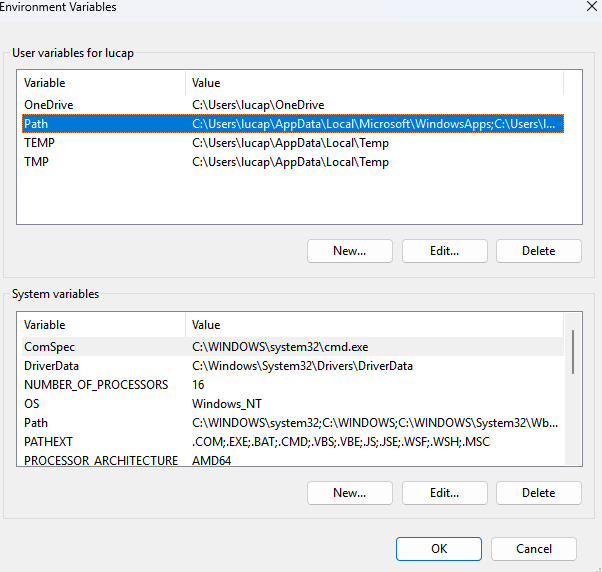 Environment Variables
User variables for lucap
Variable Value
OneDrive C:\Users\lucap\OneDrive
Path C:\Users\lucap\AppData\Local\Microsoft\WindowsApps;C:\Users\l...
TEMP C:\Users\lucap\AppData\Local\Temp
TMP C:\Users\lucap\AppData\Local\Temp
New... Edit... Delete
System variables
Variable Value
ComSpec C:\WINDOWS\system32\cmd.exe
DriverData C:\Windows\System32\Drivers\DriverData
NUMBER_OF_PROCESSORS 16
OS Windows_NT
Path C:\WINDOWS\system32;C:\WINDOWS;C:\WINDOWS\System32\Wb...
PATHEXT .COM;.EXE;.BAT;.CMD;.VBS;.VBE;.JS;.JSE;.WSF;.WSH;.MSC
PROCESSOR_ARCHITECTURE AMD64
New... Edit... Delete
OK Cancel